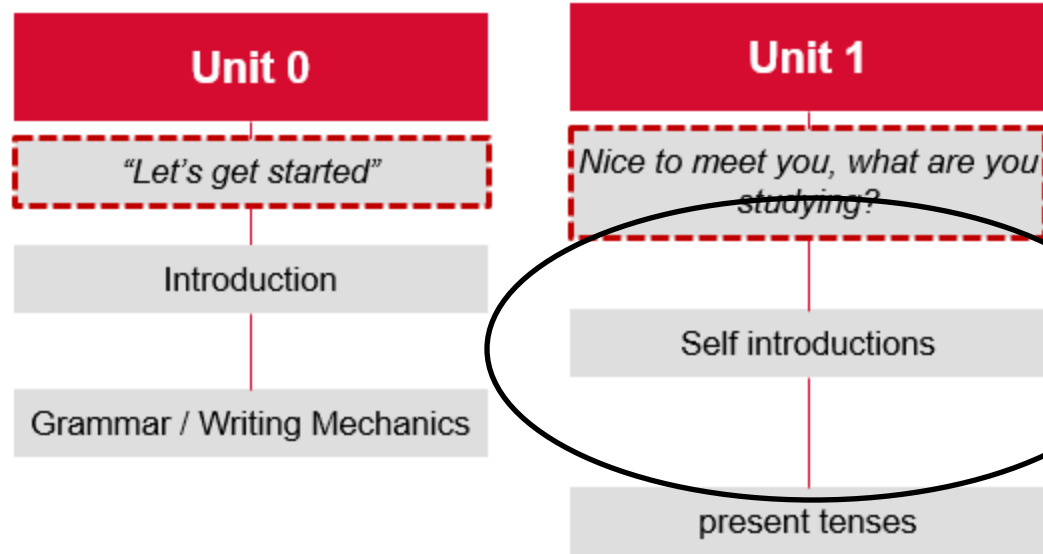 Unit 0
“Let’s get started”
Introduction
Grammar / Writing Mechanics
Unit 1
Nice to meet you, what are you
studying?
Self introductions
present tenses